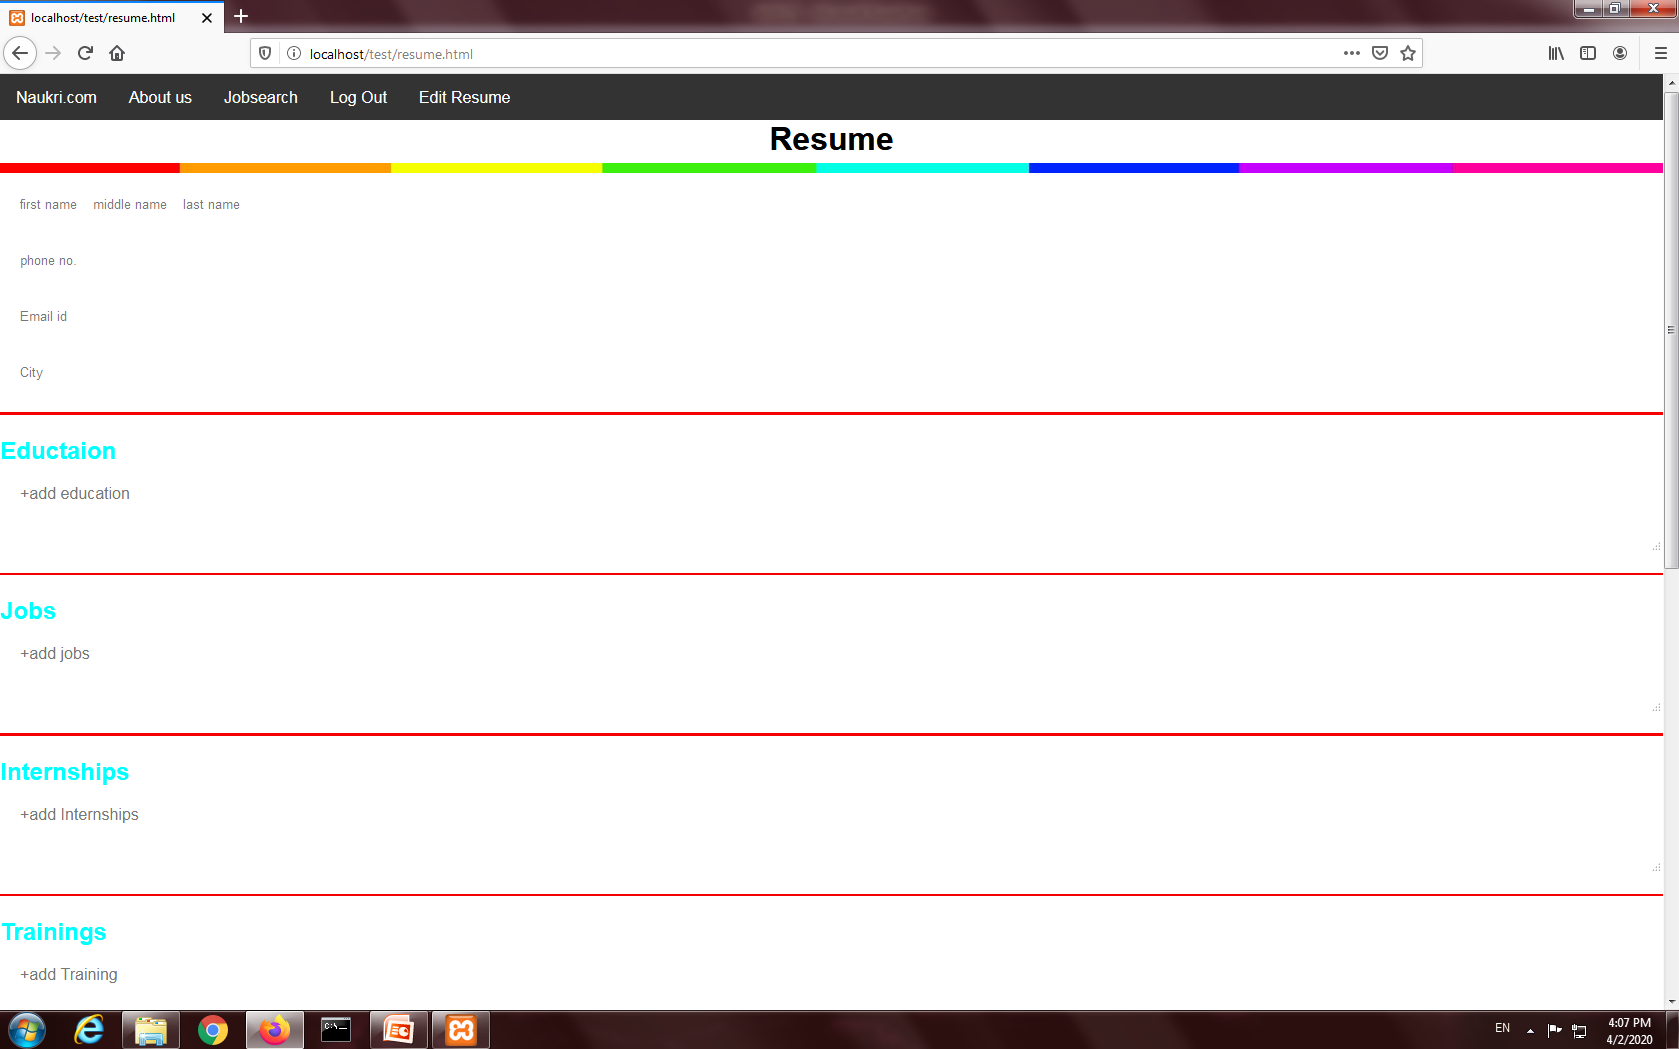 localhost/test/resume.html
localhost/test/resume.html
Naukri.com About us Jobsearch Log Out Edit Resume
Resume
first name middle name last name
phone no.
Email id
City
Eductaion
+add education
Jobs
+add jobs
Internships
+add Internships
Trainings
+add Training
C:\._
EN
4:07 PM
4/2/2020